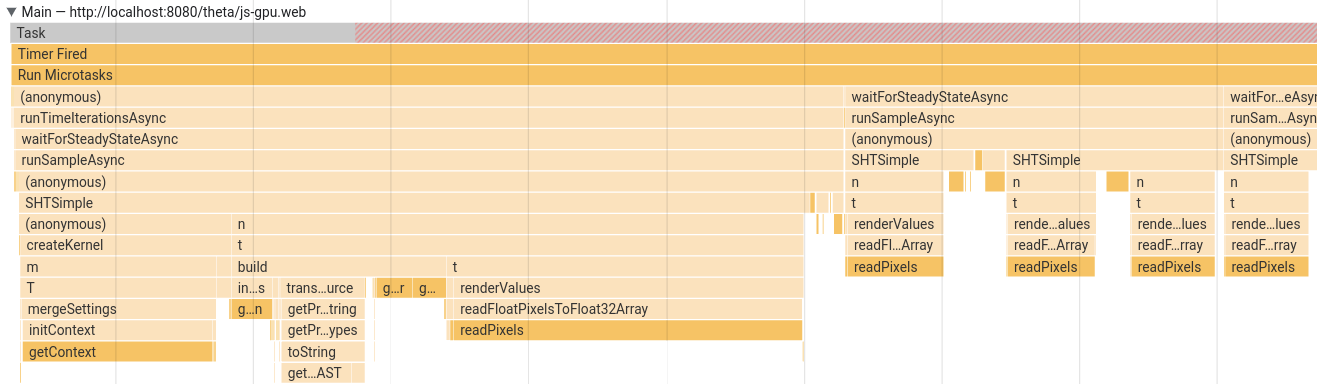 ▼ Main — http://localhost:8080/theta/js-gpu.web
Task
Timer Fired
Run Microtasks
(anonymous) waitForSteadyStateAsync waitFor…eAsyn
runTimeIterationsAsync runSampleAsync runSam…Asyn
waitForSteadyStateAsync (anonymous) (anonymous)
runSampleAsync SHTSimple SHTSimple SHTSimple
(anonymous) n n n n
SHTSimple t t t t
(anonymous) n renderValues rende…alues rende…lues rende…lues
createKernel t readFl…Array readF…Array readF…rray readF…rray
m build t readPixels readPixels readPixels readPixels
T in…s trans…urce g…r g… renderValues
mergeSettings g…n getPr…tring readFloatPixelsToFloat32Array
initContext getPr…ypes readPixels
getContext toString
get…AST